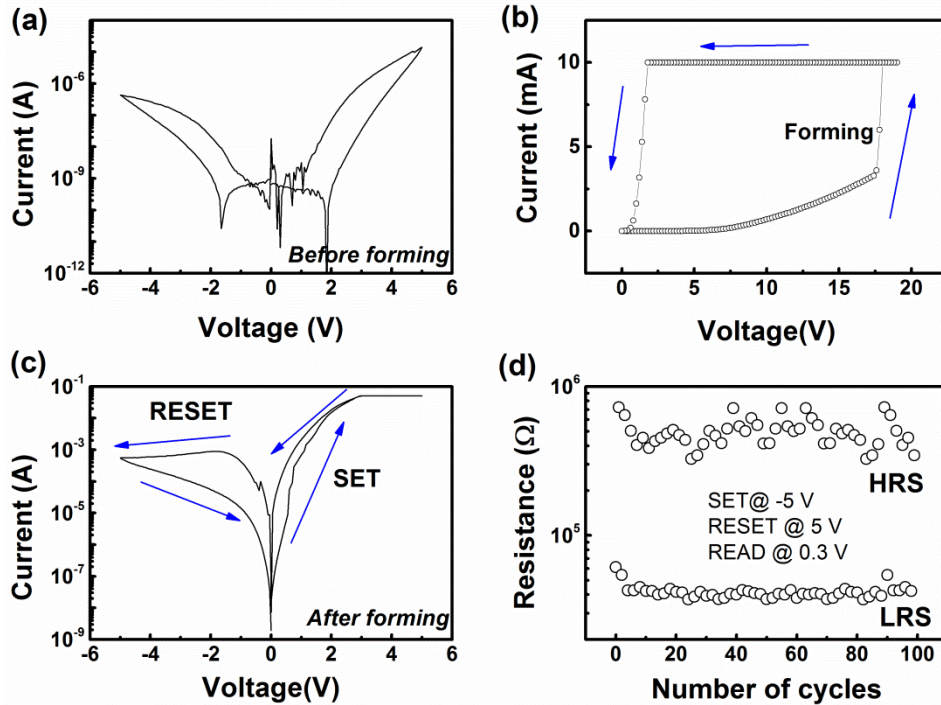 (a)
10^-6
10^-9
10^-12
Current (A)
-6 -4 -2 0 2 4 6
Voltage (V)
Before forming
(b)
10
5
0
Current (mA)
Forming
0 5 10 15 20
Voltage(V)
(c)
10^-1
10^-3
10^-5
10^-7
10^-9
Current (A)
RESET
SET
After forming
-6 -4 -2 0 2 4 6
Voltage(V)
(d)
10^6
10^5
Resistance (Ω)
HRS
SET@ -5 V
RESET @ 5 V
READ @ 0.3 V
LRS
0 20 40 60 80 100
Number of cycles